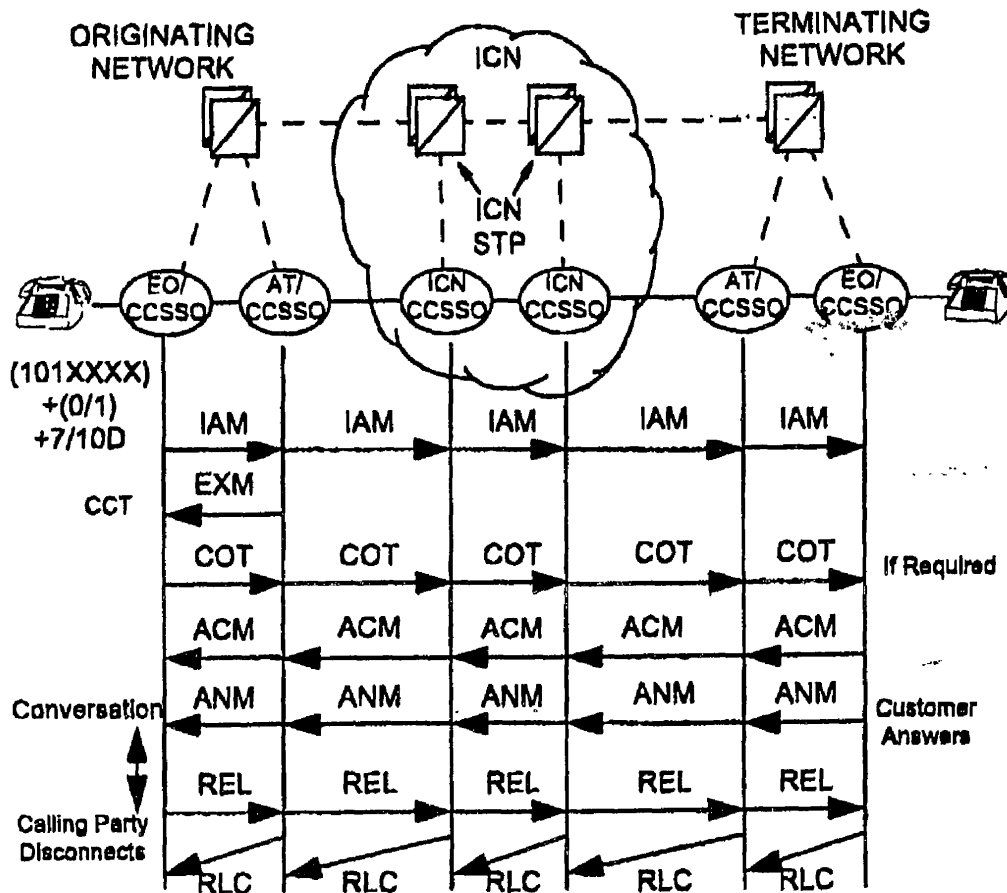 ORIGINATING
NETWORK
ICN
TERMINATING
NETWORK
ICN
STP
EO/
CCSSO
AT/
CCSSO
ICN
CCSSO
ICN
CCSSO
AT/
CCSSO
EO/
CCSSO
(101XXXX)
+(0/1)
+7/10D
IAM IAM IAM IAM IAM
CCT
EXM
COT COT COT COT COT
If Required
ACM ACM ACM ACM ACM
Conversation
ANM ANM ANM ANM ANM
Customer
Answers
REL REL REL REL REL
Calling Party
Disconnects
RLC RLC RLC RLC RLC